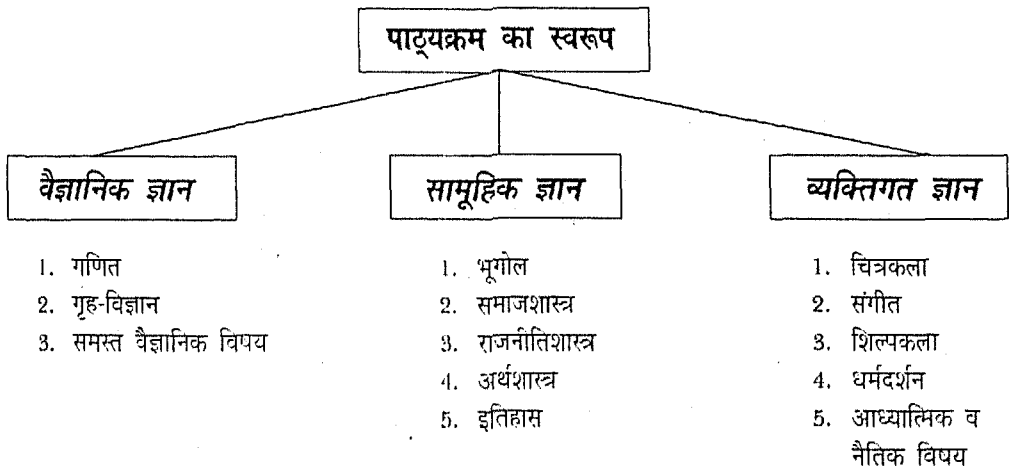 पाठ्यक्रम का स्वरूप
वैज्ञानिक ज्ञान
1. गणित
2. गृह-विज्ञान
3. समस्त वैज्ञानिक विषय
सामूहिक ज्ञान
1. भूगोल
2. समाजशास्त्र
3. राजनीतिशास्त्र
4. अर्थशास्त्र
5. इतिहास
व्यक्तिगत ज्ञान
1. चित्रकला
2. संगीत
3. शिल्पकला
4. धर्मदर्शन
5. आध्यात्मिक व
नैतिक विषय